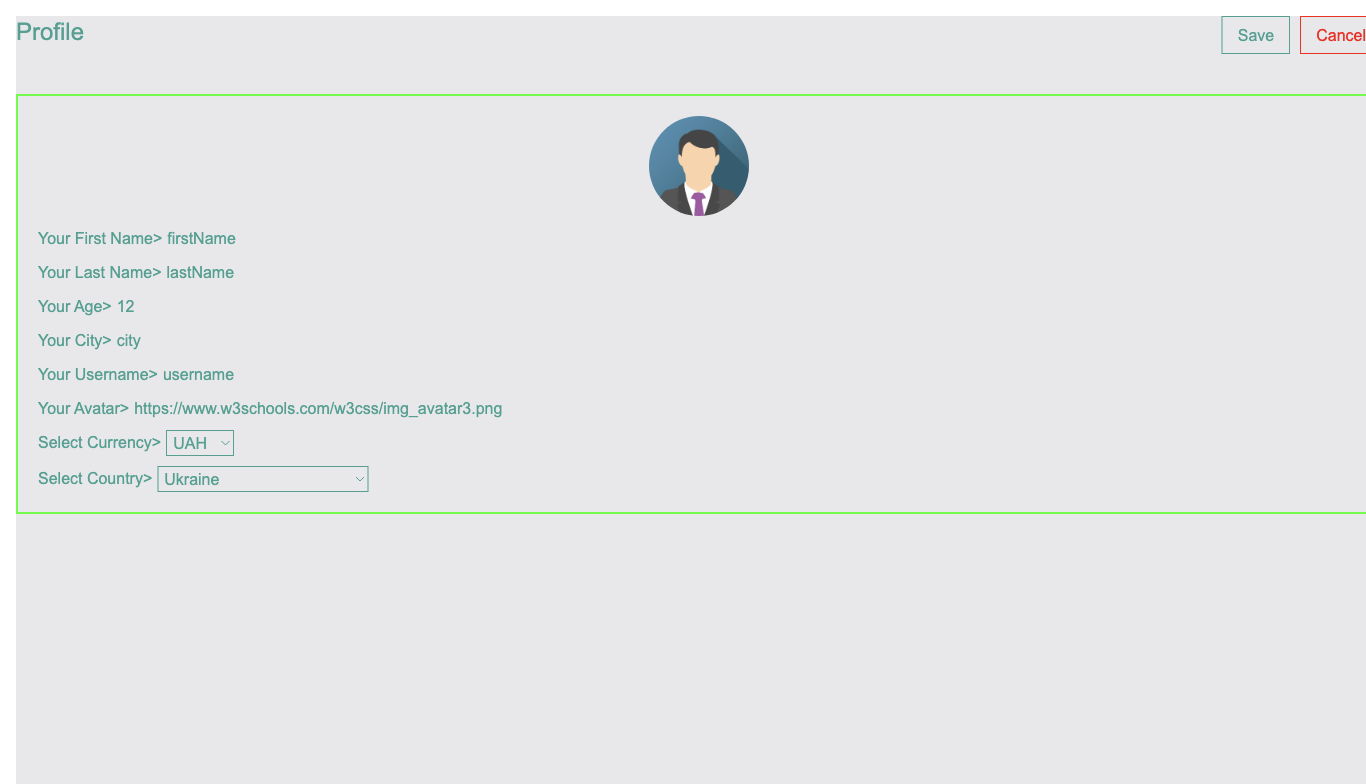 Profile
Save
Cancel
Your First Name> firstName
Your Last Name> lastName
Your Age> 12
Your City> city
Your Username> username
Your Avatar> https://www.w3schools.com/w3css/img_avatar3.png
Select Currency> UAH
Select Country> Ukraine